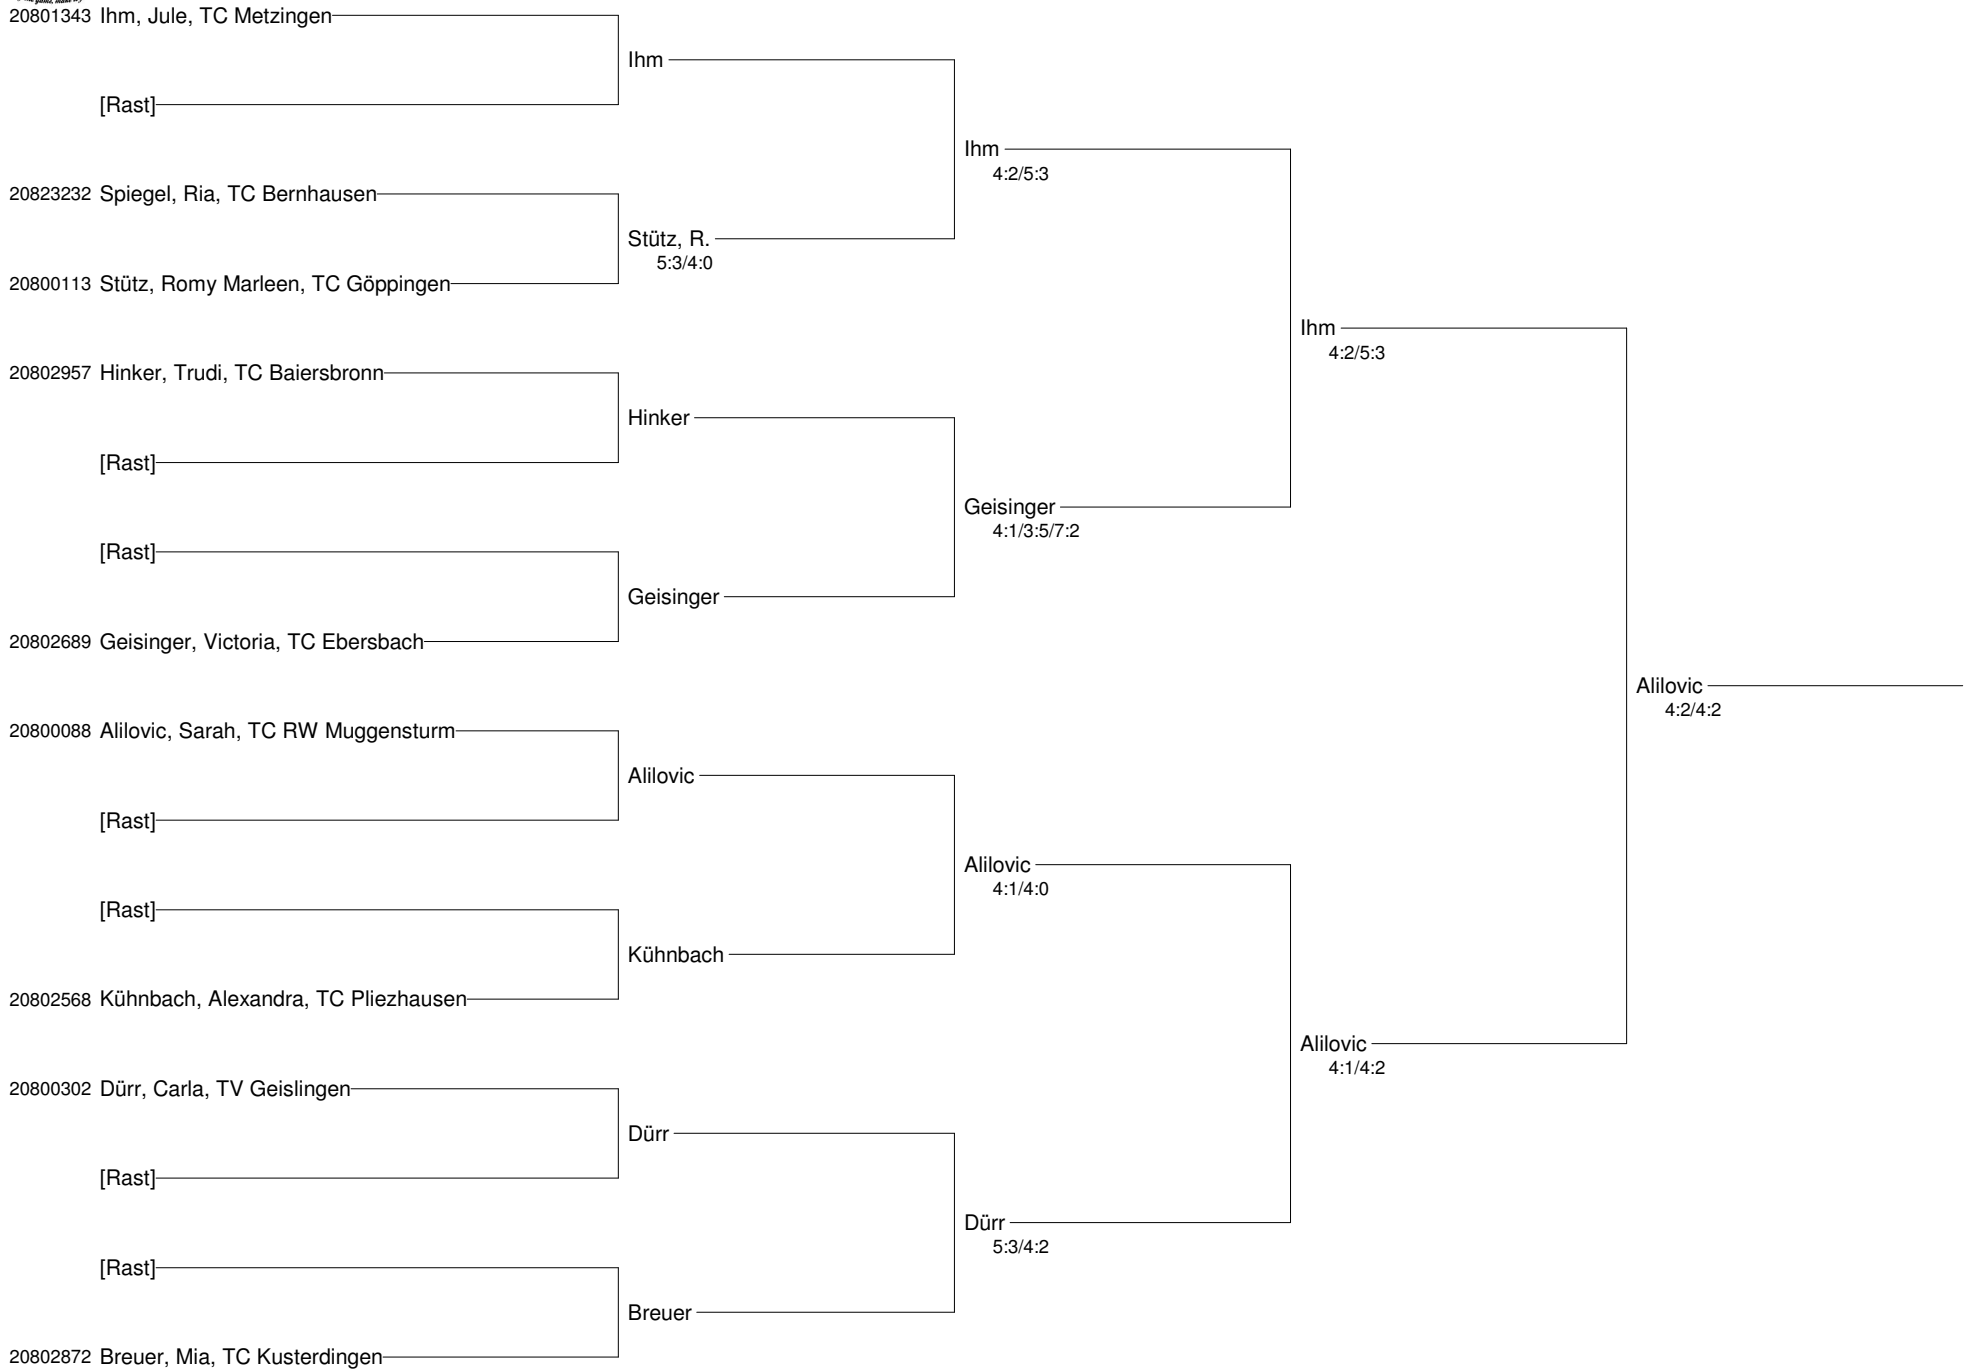 20801343 Ihm, Jule, TC Metzingen
Ihm
[Rast]
Ihm
4:2/5:3
20823232 Spiegel, Ria, TC Bernhausen
Stütz, R.
5:3/4:0
20800113 Stütz, Romy Marleen, TC Göppingen
Ihm
4:2/5:3
20802957 Hinker, Trudi, TC Baiersbronn
Hinker
[Rast]
Geisinger
4:1/3:5/7:2
[Rast]
Geisinger
20802689 Geisinger, Victoria, TC Ebersbach
Alilovic
4:2/4:2
20800088 Alilovic, Sarah, TC RW Muggensturm
Alilovic
[Rast]
Alilovic
4:1/4:0
[Rast]
Kühnbach
20802568 Kühnbach, Alexandra, TC Pliezhausen
Alilovic
4:1/4:2
20800302 Dürr, Carla, TV Geislingen
Dürr
[Rast]
Dürr
5:3/4:2
[Rast]
Breuer
20802872 Breuer, Mia, TC Kusterdingen